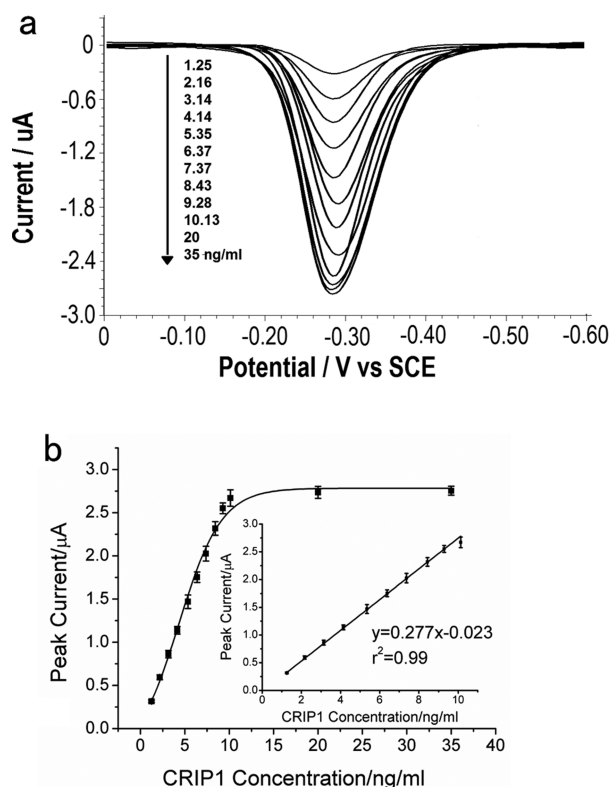 a
0
-0.6
-1.2
-1.8
-2.4
-3.0
Current / uA
1.25
2.16
3.14
4.14
5.35
6.37
7.37
8.43
9.28
10.13
20
35 ng/ml
0 -0.10 -0.20 -0.30 -0.40 -0.50 -0.60
Potential / V vs SCE
b
3.0
2.5
2.0
1.5
1.0
0.5
0.0
Peak Current/μA
3.0
2.5
2.0
1.5
1.0
0.5
0.0
Peak Current/μA
y=0.277x-0.023
r²=0.99
0 2 4 6 8 10
CRIP1 Concentration/ng/ml
0 5 10 15 20 25 30 35 40
CRIP1 Concentration/ng/ml